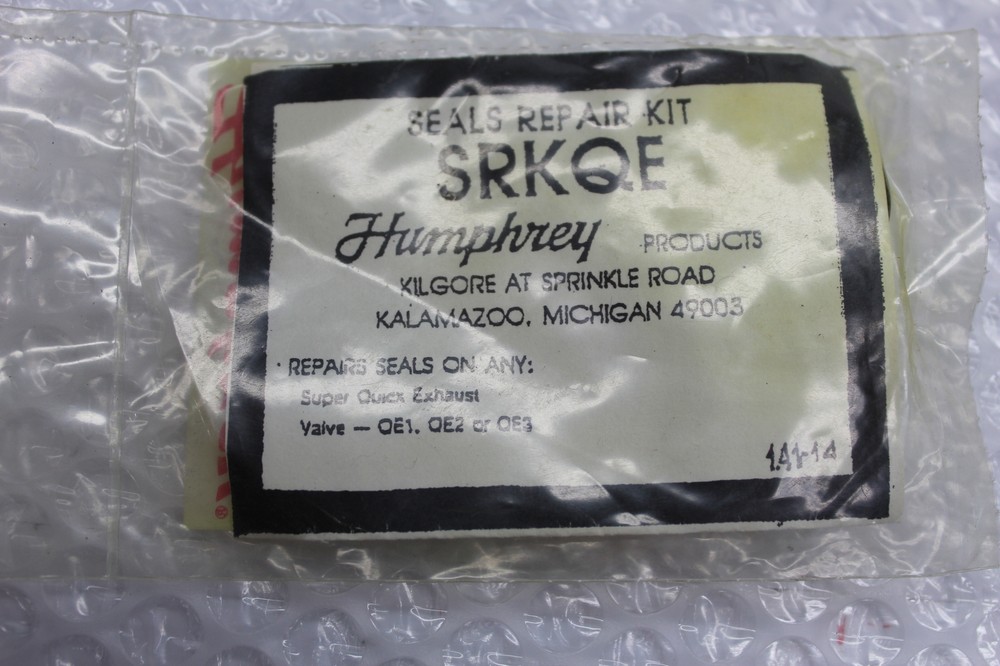 SEALS REPAIR KIT
SRKQE
Humphrey PRODUCTS
KILGORE AT SPRINKLE ROAD
KALAMAZOO, MICHIGAN 49003
REPAIRS SEALS ON ANY:
Super Quick Exhaust
Valve — QE1, QE2 or QE3
141-14
®